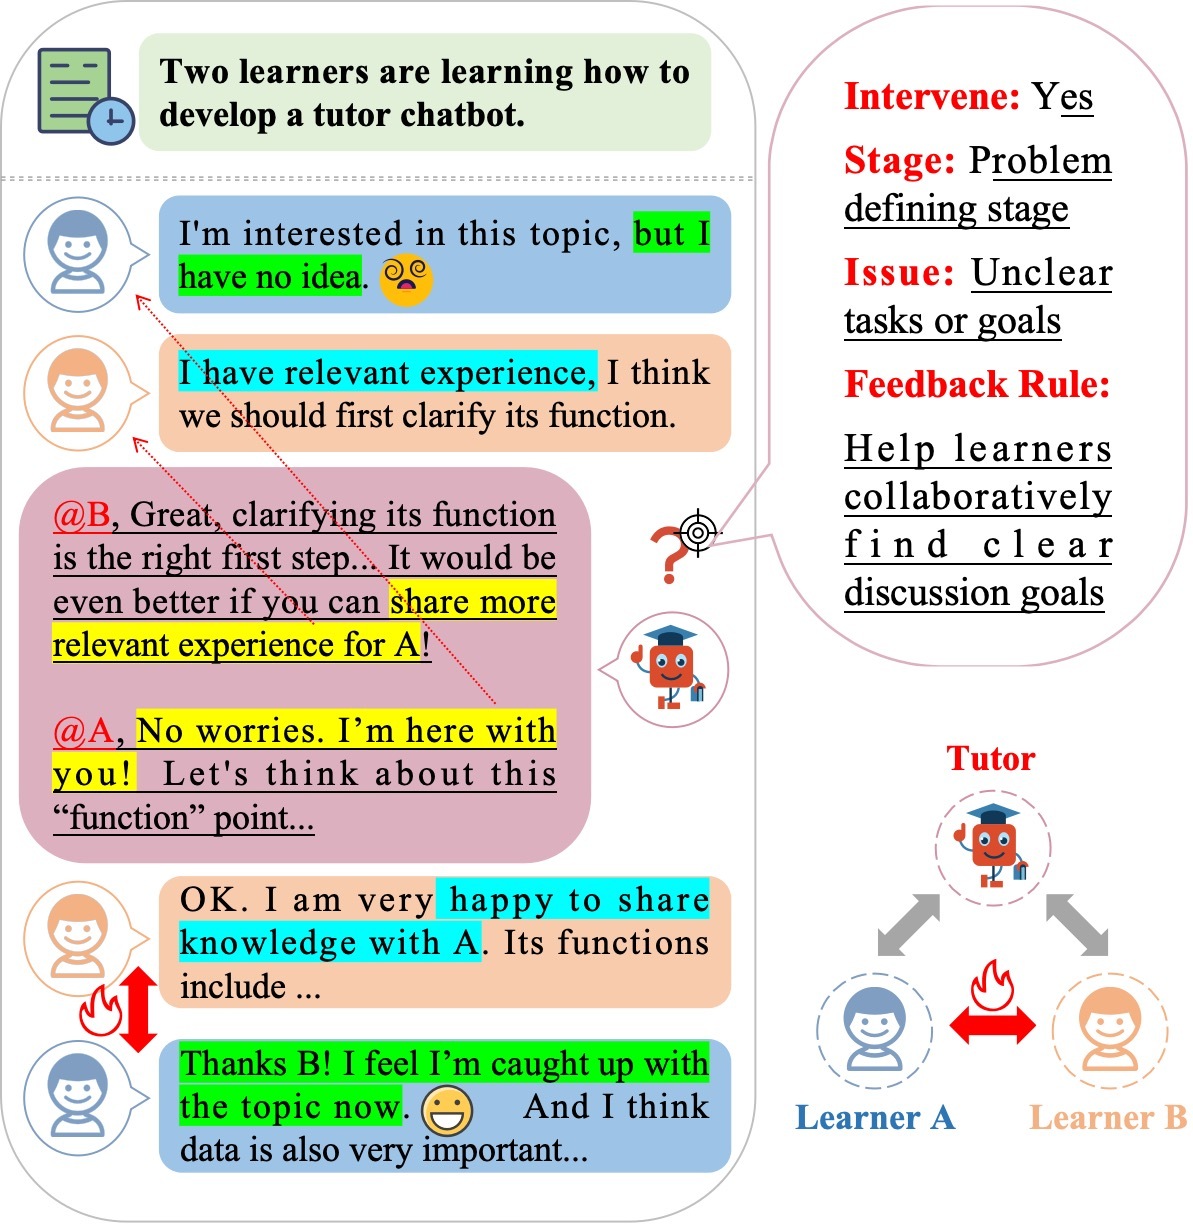 Two learners are learning how to
develop a tutor chatbot.
I'm interested in this topic, but I
have no idea.
I have relevant experience, I think
we should first clarify its function.
@B, Great, clarifying its function
is the right first step... It would be
even better if you can share more
relevant experience for A!
@A, No worries. I’m here with
you! Let's think about this
“function” point...
OK. I am very happy to share
knowledge with A. Its functions
include ...
Thanks B! I feel I’m caught up with
the topic now. And I think
data is also very important...
Intervene: Yes
Stage: Problem
defining stage
Issue: Unclear
tasks or goals
Feedback Rule:
Help learners
collaboratively
find clear
discussion goals
Tutor
Learner A
Learner B